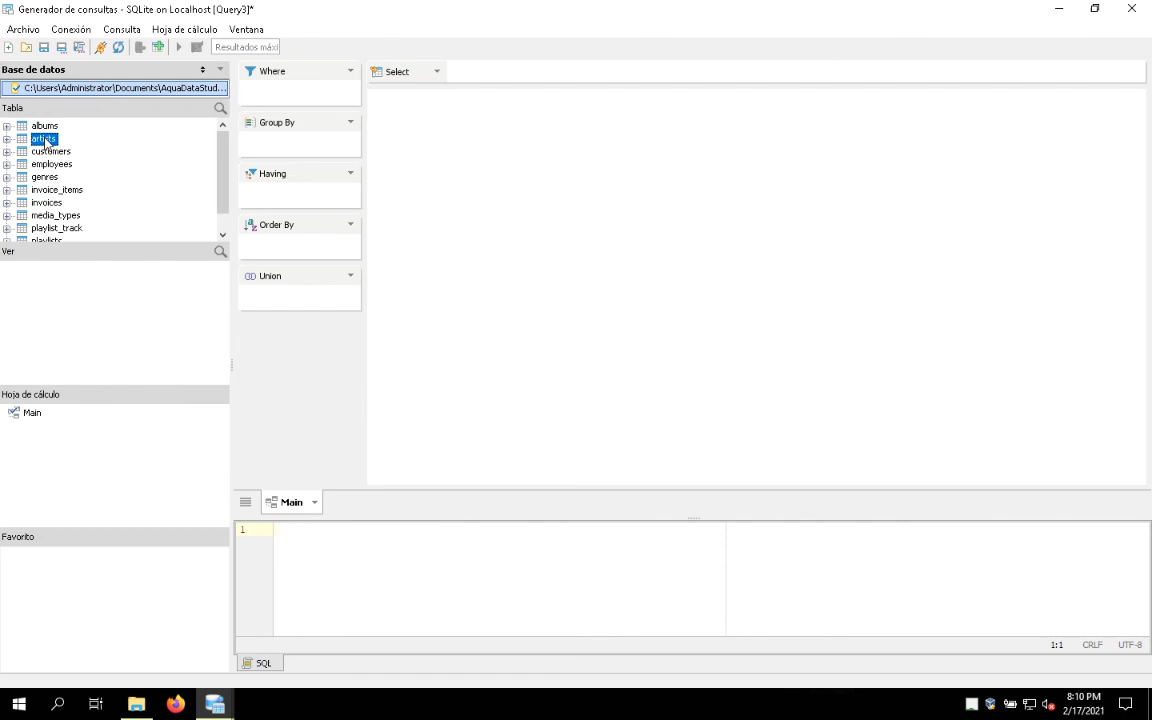 Generador de consultas - SQLite on Localhost [Query3]*
Archivo Conexión Consulta Hoja de cálculo Ventana
Resultados máxi
Base de datos
C:\Users\Administrator\Documents\AquaDataStud...
Tabla
albums
artists
customers
employees
genres
invoice_items
invoices
media_types
playlist_track
playlists
Ver
Hoja de cálculo
Main
Favorito
Where
Group By
Having
Order By
Union
Select
Main
1
1:1 CRLF UTF-8
SQL
8:10 PM
2/17/2021